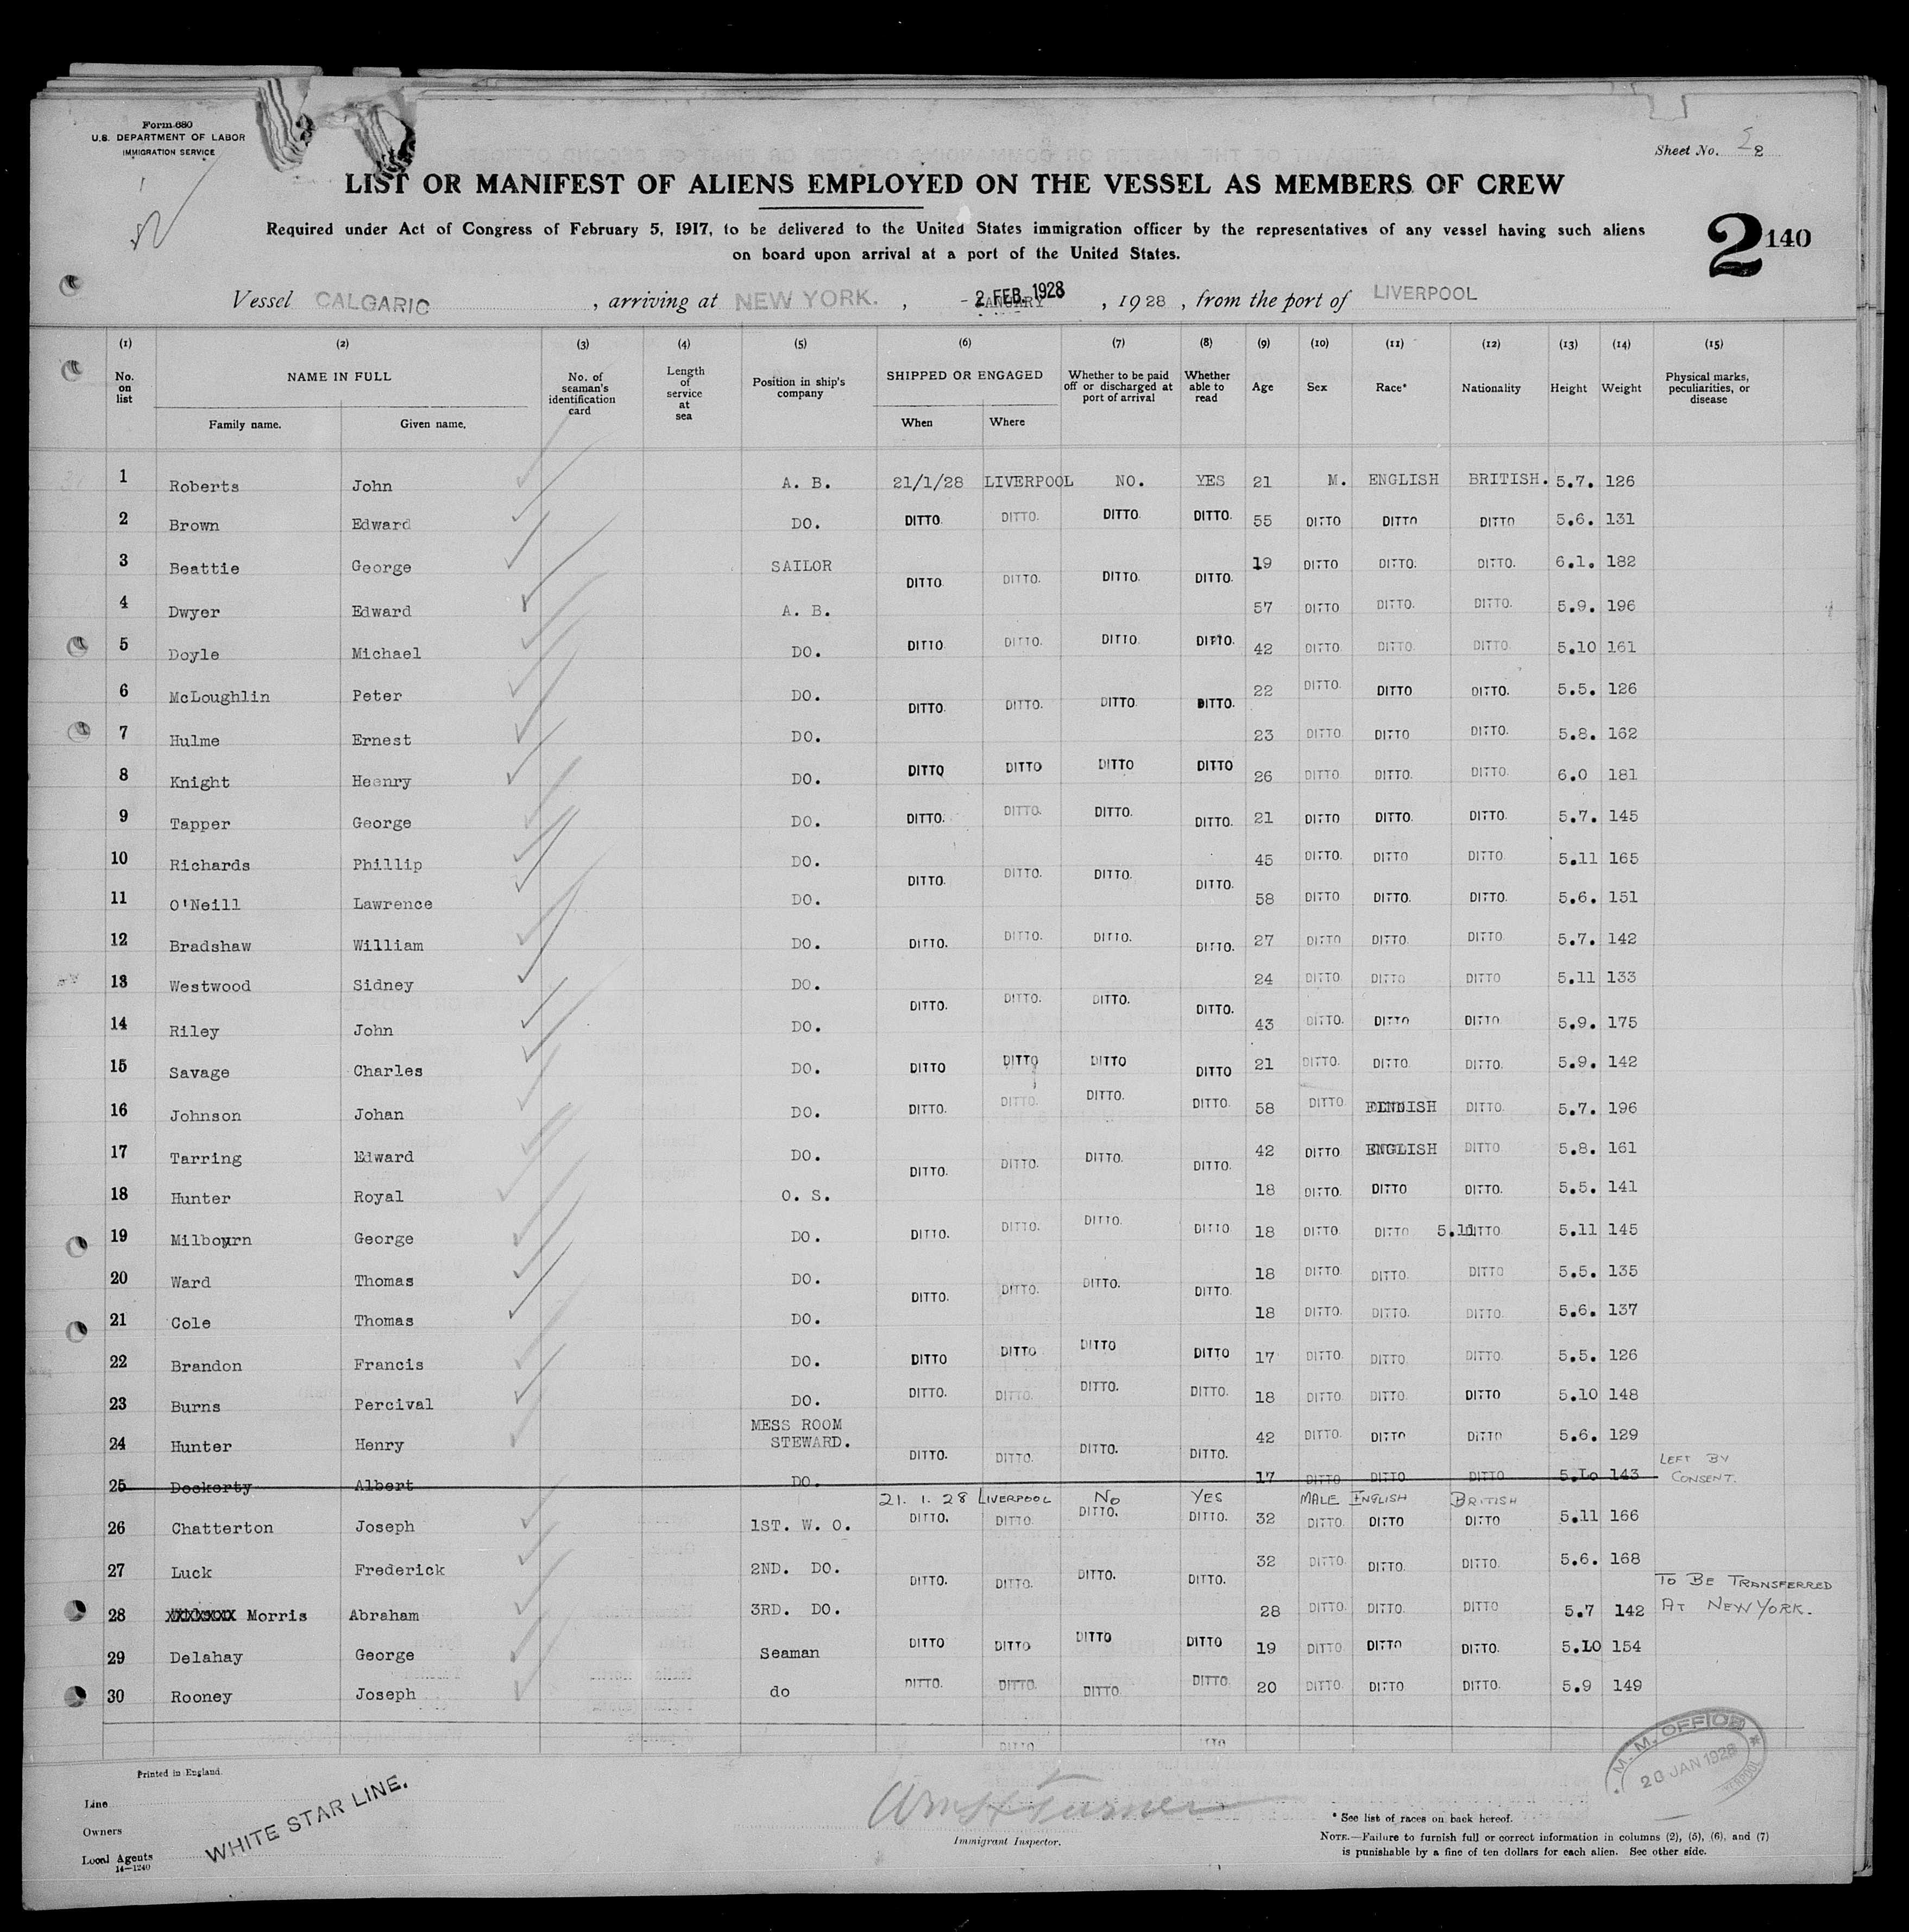 Form 680
U.S. DEPARTMENT OF LABOR
IMMIGRATION SERVICE
Sheet No. 2
LIST OR MANIFEST OF ALIENS EMPLOYED ON THE VESSEL AS MEMBERS OF CREW
Required under Act of Congress of February 5, 1917, to be delivered to the United States immigration officer by the representatives of any vessel having such aliens
on board upon arrival at a port of the United States.
2 140
Vessel CALGARIC , arriving at NEW YORK. , 2 FEB. 1928 JANUARY , 1928 , from the port of LIVERPOOL
(1) (2) (3) (4) (5) (6) (7) (8) (9) (10) (11) (12) (13) (14) (15)
No. on list NAME IN FULL Family name. Given name. No. of seaman's identification card Length of service at sea Position in ship's company SHIPPED OR ENGAGED When Where Whether to be paid off or discharged at port of arrival Whether able to read Age Sex Race* Nationality Height Weight Physical marks, peculiarities, or disease
1 Roberts John A. B. 21/1/28 LIVERPOOL NO. YES 21 M. ENGLISH BRITISH. 5.7. 126
2 Brown Edward DO. DITTO DITTO. DITTO DITTO. 55 DITTO DITTO DITTO 5.6. 131
3 Beattie George SAILOR DITTO DITTO. DITTO DITTO. 19 DITTO DITTO. DITTO. 6.1. 182
4 Dwyer Edward A. B. 57 DITTO DITTO. DITTO. 5.9. 196
5 Doyle Michael DO. DITTO DITTO. DITTO DITTO. 42 DITTO. DITTO DITTO. 5.10 161
6 McLoughlin Peter DO. DITTO. DITTO. DITTO DITTO. 22 DITTO. DITTO DITTO. 5.5. 126
7 Hulme Ernest DO. 23 DITTO. DITTO DITTO. 5.8. 162
8 Knight Heenry DO. DITTO DITTO DITTO DITTO 26 DITTO DITTO. DITTO. 6.0 181
9 Tapper George DO. DITTO. DITTO. DITTO. DITTO. 21 DITTO DITTO. DITTO. 5.7. 145
10 Richards Phillip DO. DITTO. DITTO. DITTO. DITTO. 45 DITTO. DITTO DITTO. 5.11 165
11 O'Neill Lawrence DO. 58 DITTO DITTO. DITTO. 5.6. 151
12 Bradshaw William DO. DITTO. DITTO. DITTO. DITTO. 27 DITTO DITTO. DITTO 5.7. 142
13 Westwood Sidney DO. DITTO. DITTO. DITTO. DITTO. 24 DITTO. DITTO DITTO 5.11 133
14 Riley John DO. 43 DITTO. DITTO DITTO 5.9. 175
15 Savage Charles DO. DITTO DITTO DITTO DITTO 21 DITTO. DITTO. DITTO. 5.9. 142
16 Johnson Johan DO. DITTO. DITTO. DITTO. DITTO. 58 DITTO DITTO. 5.7. 196
17 Tarring Edward DO. DITTO. DITTO. DITTO. DITTO. 42 DITTO ENGLISH DITTO 5.8. 161
18 Hunter Royal O. S. 18 DITTO. DITTO DITTO. 5.5. 141
19 Milbourn George DO. DITTO. DITTO. DITTO. DITTO 18 DITTO. DITTO 5.11 DITTO. 5.11 145
20 Ward Thomas DO. DITTO. DITTO. DITTO. DITTO. 18 DITTO. DITTO. DITTO 5.5. 135
21 Cole Thomas DO. 18 DITTO. DITTO. DITTO. 5.6. 137
22 Brandon Francis DO. DITTO DITTO DITTO DITTO 17 DITTO. DITTO. DITTO. 5.5. 126
23 Burns Percival DO. DITTO. DITTO. DITTO. DITTO. 18 DITTO. DITTO. DITTO 5.10 148
24 Hunter Henry MESS ROOM STEWARD. DITTO. DITTO. DITTO. DITTO. 42 DITTO. DITTO DITTO 5.6. 129
25 Dockerty Albert DO. 17 DITTO DITTO DITTO 5.10 143 LEFT BY CONSENT.
21. 1. 28 LIVERPOOL No YES MALE ENGLISH BRITISH
26 Chatterton Joseph 1ST. W. O. DITTO. DITTO. DITTO. DITTO. 32 DITTO. DITTO DITTO 5.11 166
27 Luck Frederick 2ND. DO. DITTO. DITTO. DITTO. DITTO. 32 DITTO. DITTO. DITTO. 5.6. 168
28 XXXXXXX Morris Abraham 3RD. DO. 28 DITTO. DITTO. DITTO 5.7 142 TO BE TRANSFERRED AT NEW YORK.
29 Delahay George Seaman DITTO DITTO DITTO DITTO 19 DITTO. DITTO DITTO. 5.10 154
30 Rooney Joseph do DITTO. DITTO. DITTO. DITTO. 20 DITTO. DITTO DITTO. 5.9 149
DITTO
Printed in England.
Line
Owners
Local Agents
14—1240
WHITE STAR LINE.
Wm H Turner
Immigrant Inspector.
M. M. OFFICE
20 JAN 1928
LIVERPOOL
* See list of races on back hereof.
NOTE.—Failure to furnish full or correct information in columns (2), (5), (6), and (7)
is punishable by a fine of ten dollars for each alien. See other side.